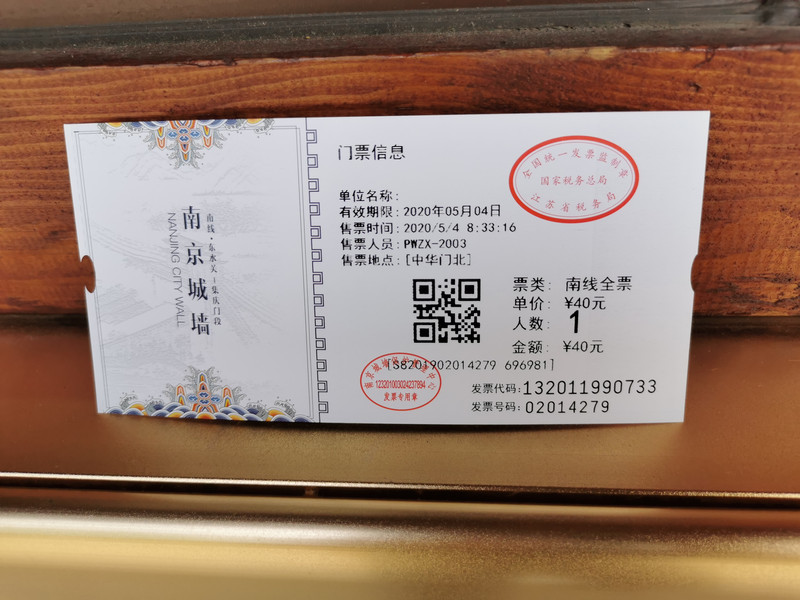 南京城墙
NANJING CITY WALL
南线·东水关-集庆门段
门票信息
单位名称:
有效期限: 2020年05月04日
售票时间: 2020/5/4 8:33:16
售票人员: PWZX-2003
售票地点: [中华门北]
全国统一发票监制章
国家税务总局
江苏省税务局
票类: 南线全票
单价: ¥40元
人数: 1
金额: ¥40元
[S8201902014279 696981]
123201003024237894
发票专用章
发票代码: 132011990733
发票号码: 02014279